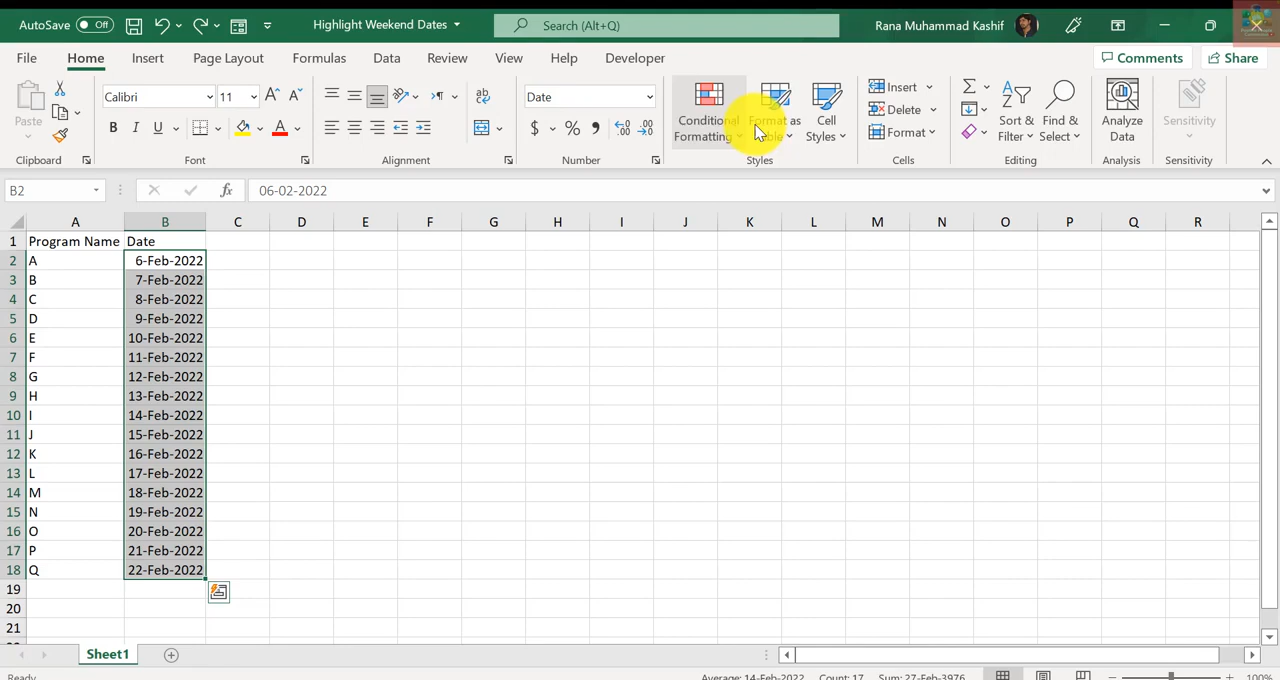 AutoSave Off Highlight Weekend Dates Search (Alt+Q) Rana Muhammad Kashif
File Home Insert Page Layout Formulas Data Review View Help Developer Comments Share
Paste
Calibri 11
B I U
Date
$ % 9
Conditional Formatting
Format as
Cell Styles
Insert
Delete
Format
Sort & Filter
Find & Select
Analyze Data
Sensitivity
Clipboard Font Alignment Number Styles Cells Editing Analysis Sensitivity
B2 fx 06-02-2022
A B C D E F G H I J K L M N O P Q R
1 Program Name Date
2 A 6-Feb-2022
3 B 7-Feb-2022
4 C 8-Feb-2022
5 D 9-Feb-2022
6 E 10-Feb-2022
7 F 11-Feb-2022
8 G 12-Feb-2022
9 H 13-Feb-2022
10 I 14-Feb-2022
11 J 15-Feb-2022
12 K 16-Feb-2022
13 L 17-Feb-2022
14 M 18-Feb-2022
15 N 19-Feb-2022
16 O 20-Feb-2022
17 P 21-Feb-2022
18 Q 22-Feb-2022
19
20
21
Sheet1
Ready Average: 14-Feb-2022 Count: 17 Sum: 27-Feb-3976 100%